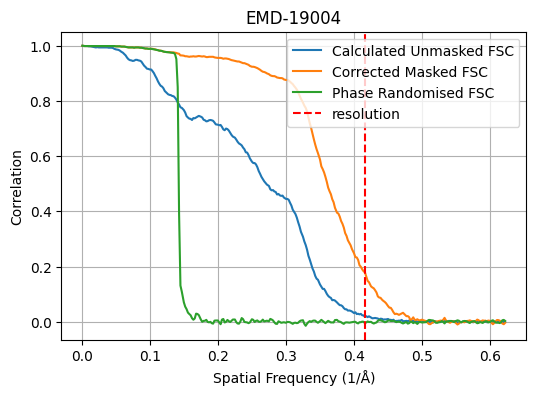 EMD-19004
Calculated Unmasked FSC
Corrected Masked FSC
Phase Randomised FSC
resolution
Correlation
1.0
0.8
0.6
0.4
0.2
0.0
0.0 0.1 0.2 0.3 0.4 0.5 0.6
Spatial Frequency (1/Å)